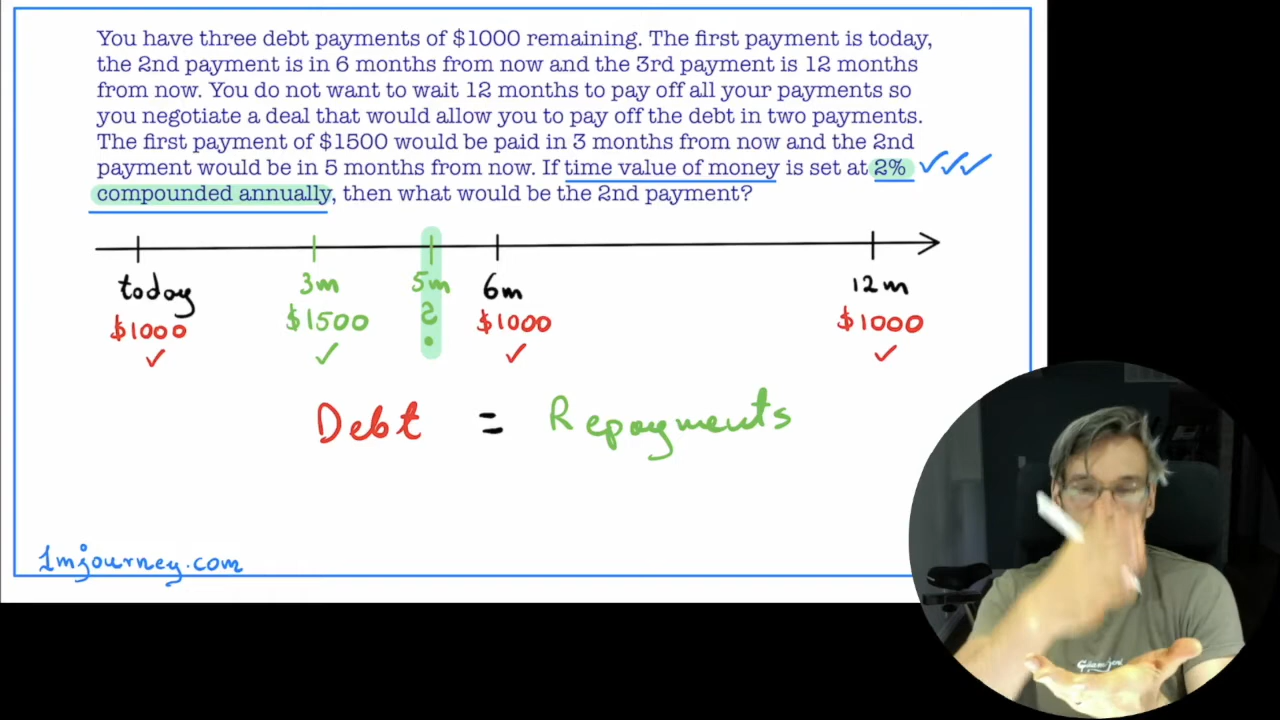 You have three debt payments of $1000 remaining. The first payment is today,
the 2nd payment is in 6 months from now and the 3rd payment is 12 months
from now. You do not want to wait 12 months to pay off all your payments so
you negotiate a deal that would allow you to pay off the debt in two payments.
The first payment of $1500 would be paid in 3 months from now and the 2nd
payment would be in 5 months from now. If time value of money is set at 2%
compounded annually, then what would be the 2nd payment?
today 3m 5m 6m 12m
$1000 $1500 ? $1000 $1000
Debt = Repayments
1mjourney.com